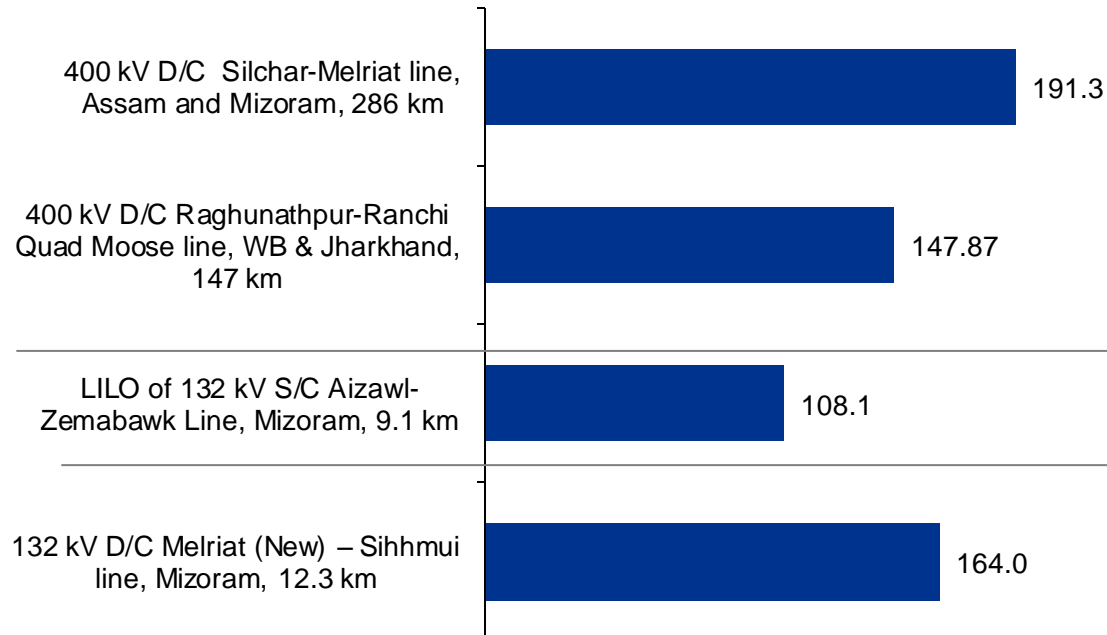 400 kV D/C  Silchar-Melriat line,
Assam and Mizoram, 286 km
191.3
400 kV D/C Raghunathpur-Ranchi
Quad Moose line, WB & Jharkhand,
147 km
147.87
LILO of 132 kV S/C Aizawl-
Zemabawk Line, Mizoram, 9.1 km
108.1
132 kV D/C Melriat (New) – Sihhmui
line, Mizoram, 12.3 km
164.0